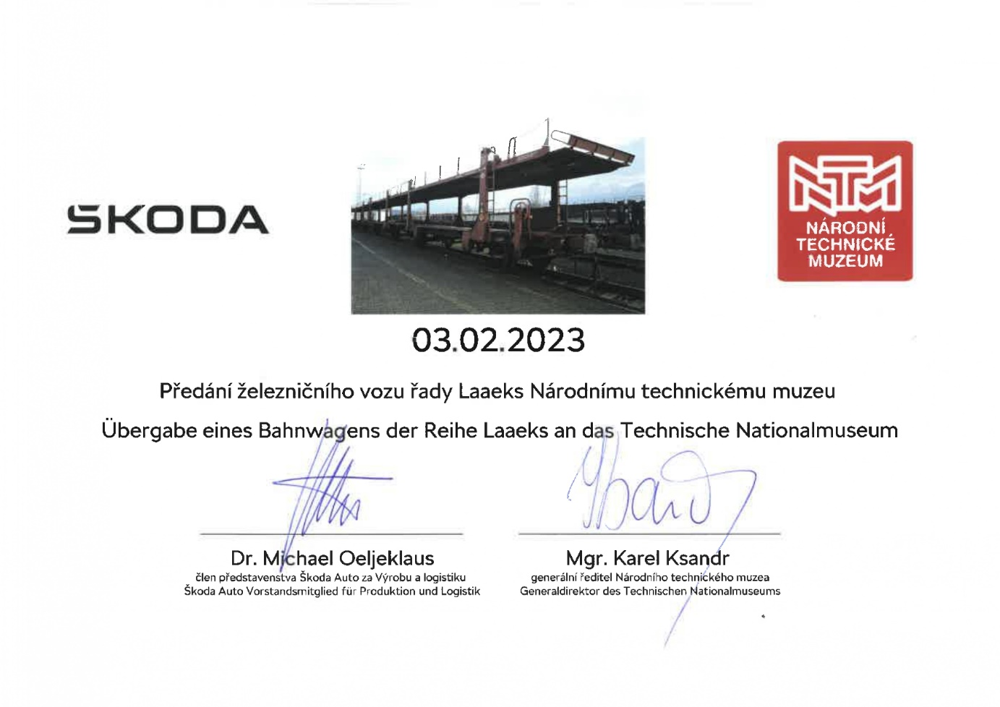 ŠKODA
NTM
NÁRODNÍ
TECHNICKÉ
MUZEUM
03.02.2023
Předání železničního vozu řady Laaeks Národnímu technickému muzeu
Übergabe eines Bahnwagens der Reihe Laaeks an das Technische Nationalmuseum
Dr. Michael Oeljeklaus
člen představenstva Škoda Auto za Výrobu a logistiku
Škoda Auto Vorstandsmitglied für Produktion und Logistik
Mgr. Karel Ksandr
generální ředitel Národního technického muzea
Generaldirektor des Technischen Nationalmuseums